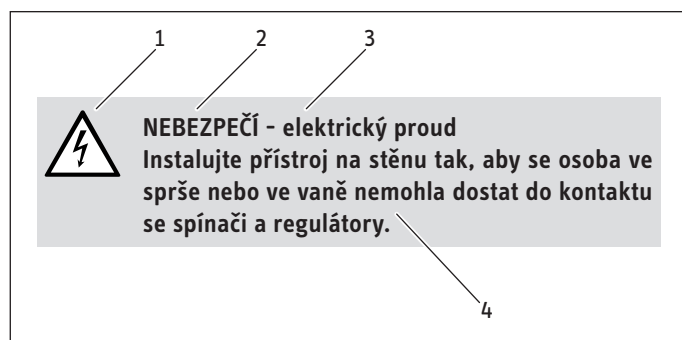 1 2 3
NEBEZPEČÍ - elektrický proud
Instalujte přístroj na stěnu tak, aby se osoba ve
sprše nebo ve vaně nemohla dostat do kontaktu
se spínači a regulátory.
4